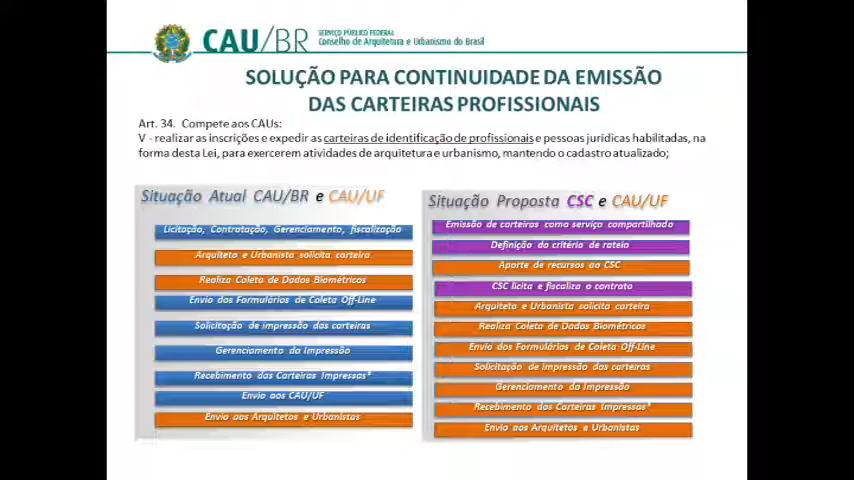 CAU/BR
SERVIÇO PÚBLICO FEDERAL
Conselho de Arquitetura e Urbanismo do Brasil
SOLUÇÃO PARA CONTINUIDADE DA EMISSÃO
DAS CARTEIRAS PROFISSIONAIS
Art. 34. Compete aos CAUs:
V - realizar as inscrições e expedir as carteiras de identificação de profissionais e pessoas jurídicas habilitadas, na
forma desta Lei, para exercerem atividades de arquitetura e urbanismo, mantendo o cadastro atualizado;
Situação Atual CAU/BR e CAU/UF
Licitação, Contratação, Gerenciamento, fiscalização
Arquiteto e Urbanista solicita carteira
Realiza Coleta de Dados Biométricos
Envio dos Formulários de Coleta Off-Line
Solicitação de impressão das carteiras
Gerenciamento da Impressão
Recebimento das Carteiras Impressas*
Envio aos CAU/UF
Envio aos Arquitetos e Urbanistas
Situação Proposta CSC e CAU/UF
Emissão de carteiras como serviço compartilhado
Definição do critério de rateio
Aporte de recursos ao CSC
CSC licita e fiscaliza o contrato
Arquiteto e Urbanista solicita carteira
Realiza Coleta de Dados Biométricos
Envio dos Formulários de Coleta Off-Line
Solicitação de impressão das carteiras
Gerenciamento da Impressão
Recebimento das Carteiras Impressas*
Envio aos Arquitetos e Urbanistas